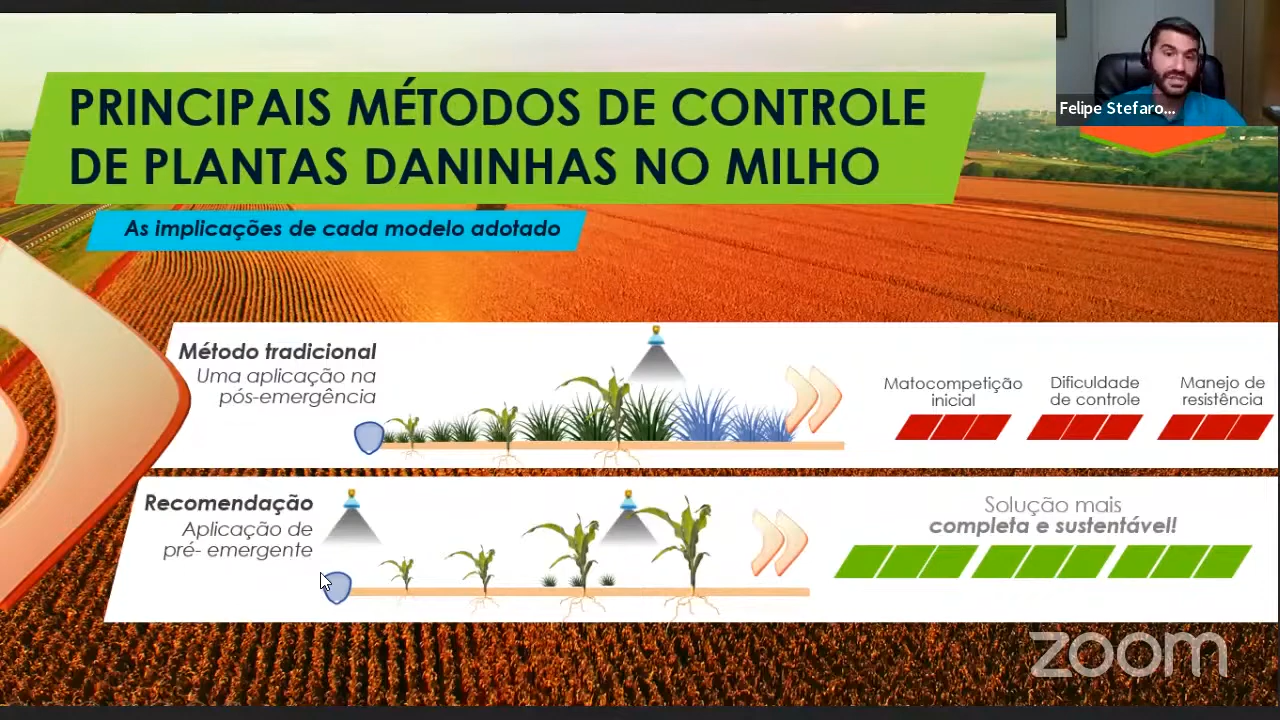 PRINCIPAIS MÉTODOS DE CONTROLE
DE PLANTAS DANINHAS NO MILHO
Felipe Stefaro...
As implicações de cada modelo adotado
Método tradicional
Uma aplicação na
pós-emergência
Matocompetição
inicial
Dificuldade
de controle
Manejo de
resistência
Recomendação
Aplicação de
pré- emergente
Solução mais
completa e sustentável!
zoom